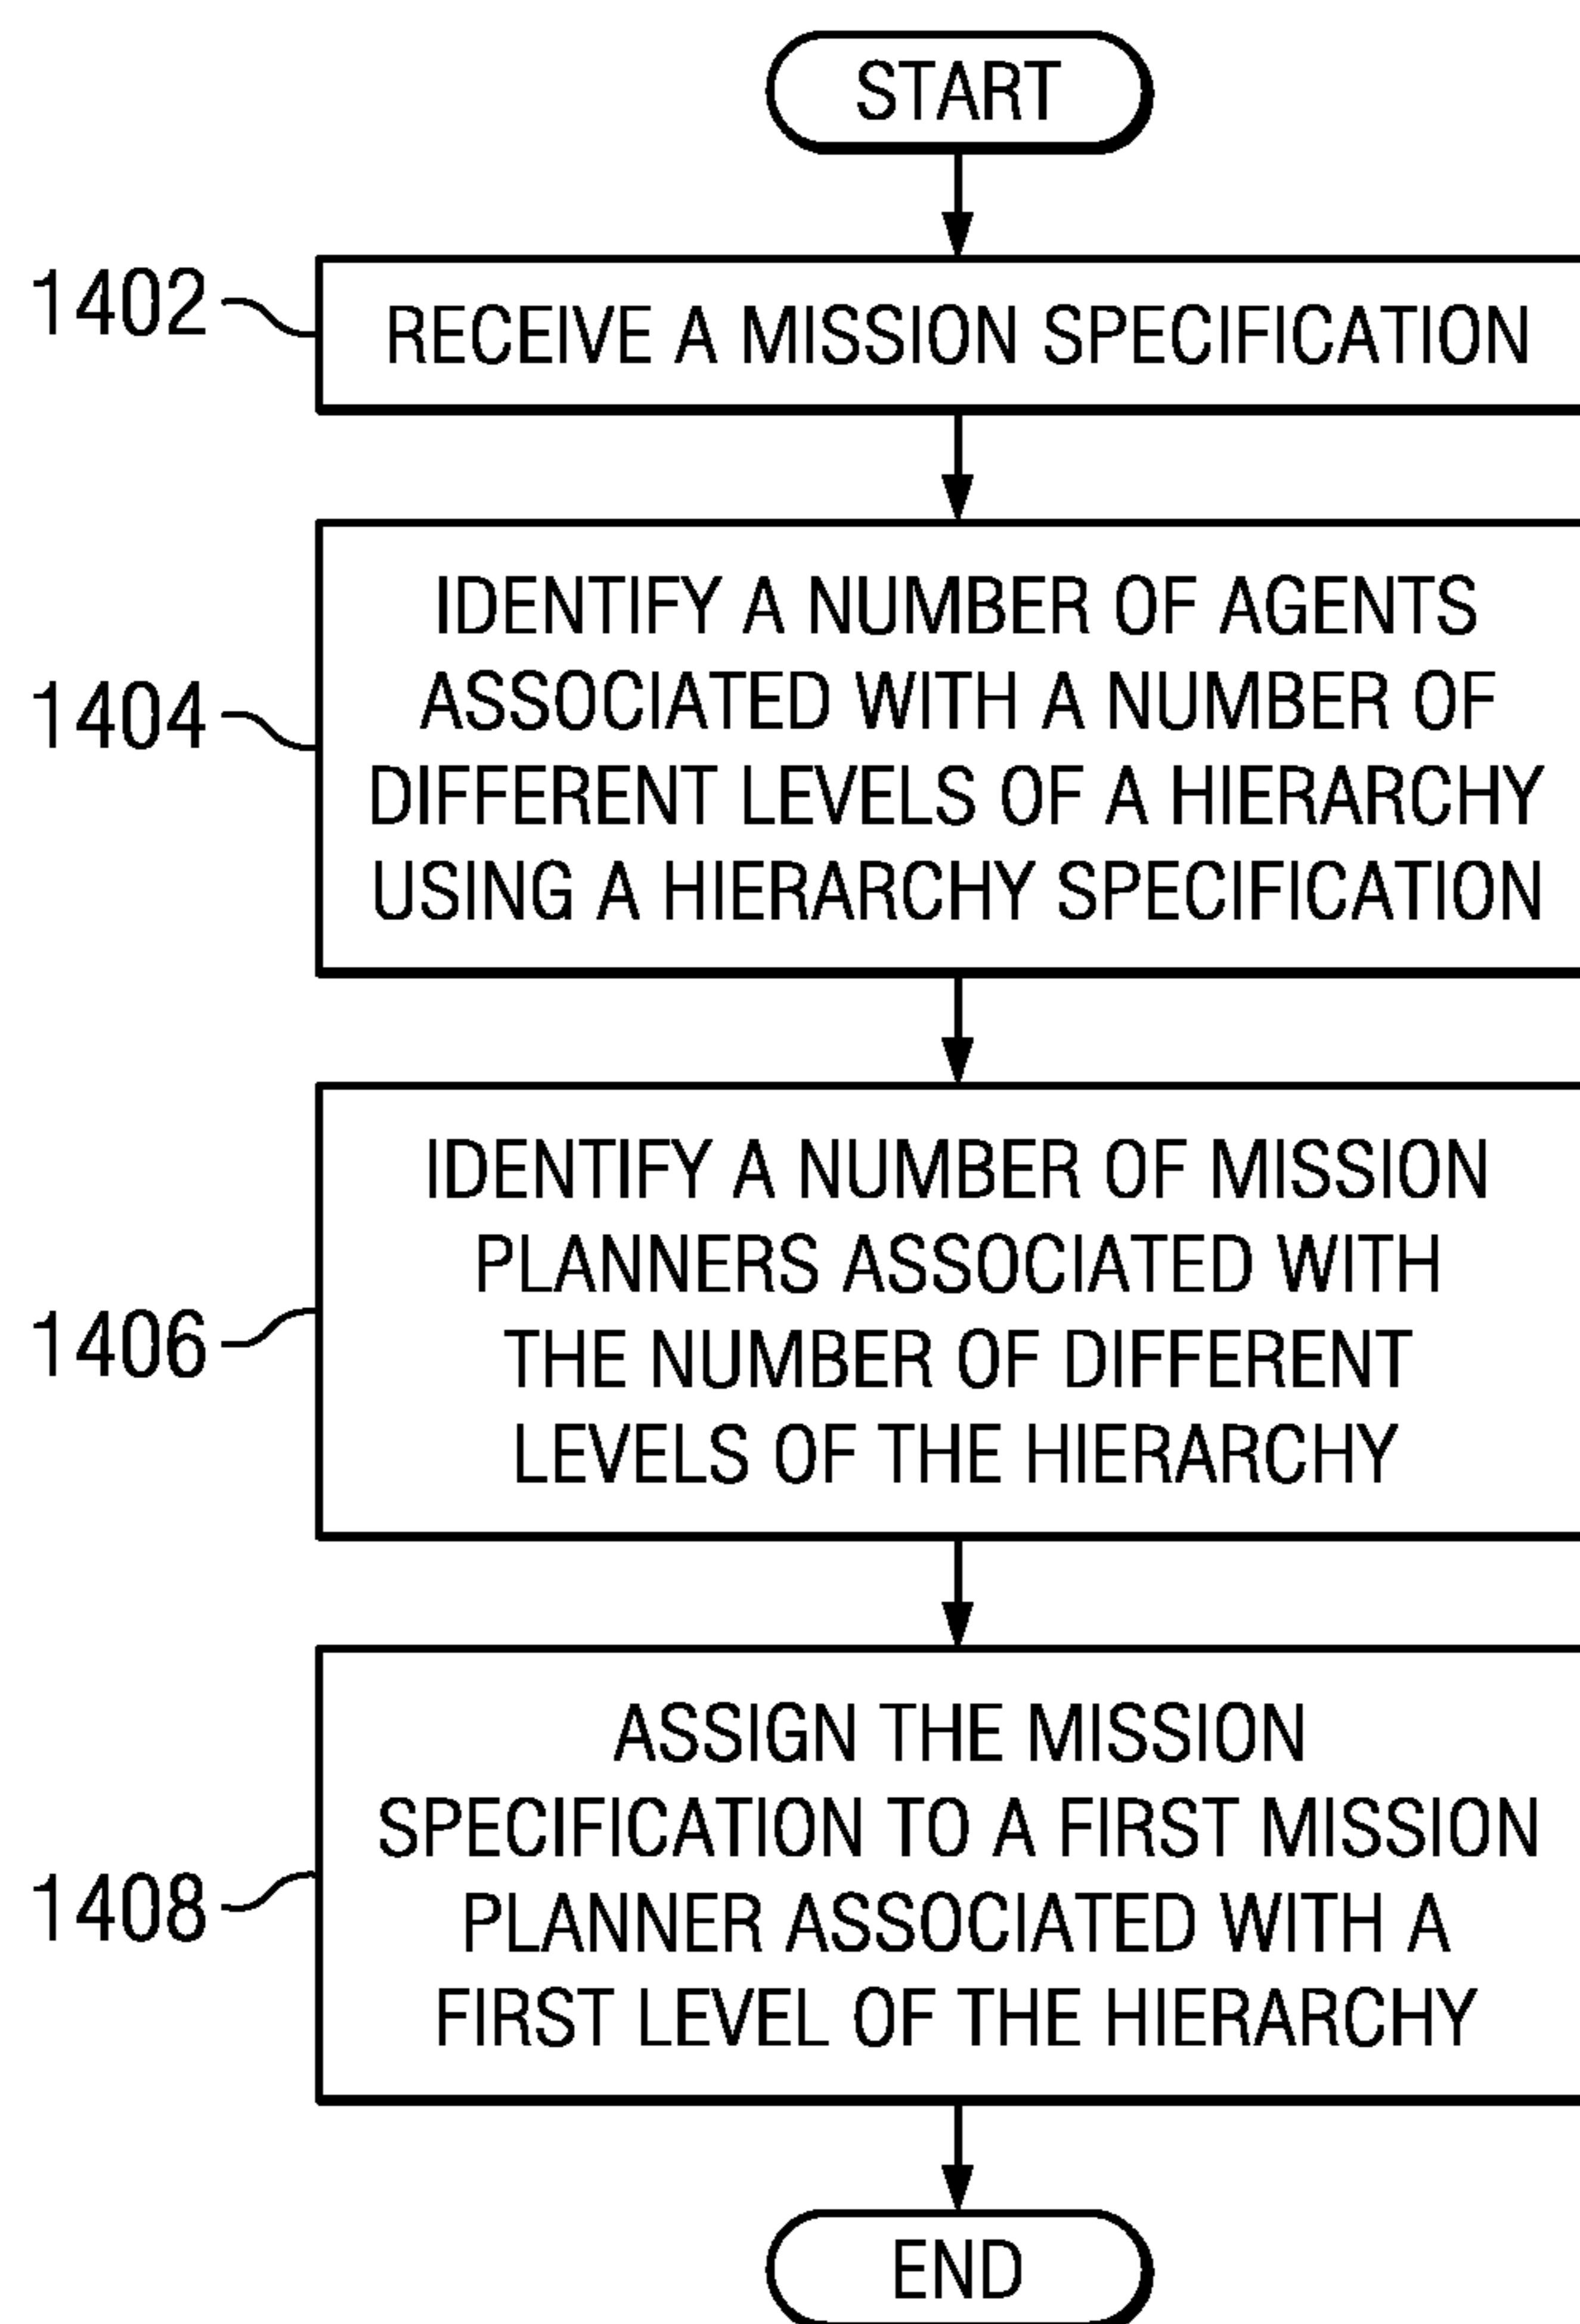 START
1402
RECEIVE A MISSION SPECIFICATION
1404
IDENTIFY A NUMBER OF AGENTS
ASSOCIATED WITH A NUMBER OF
DIFFERENT LEVELS OF A HIERARCHY
USING A HIERARCHY SPECIFICATION
1406
IDENTIFY A NUMBER OF MISSION
PLANNERS ASSOCIATED WITH
THE NUMBER OF DIFFERENT
LEVELS OF THE HIERARCHY
1408
ASSIGN THE MISSION
SPECIFICATION TO A FIRST MISSION
PLANNER ASSOCIATED WITH A
FIRST LEVEL OF THE HIERARCHY
END